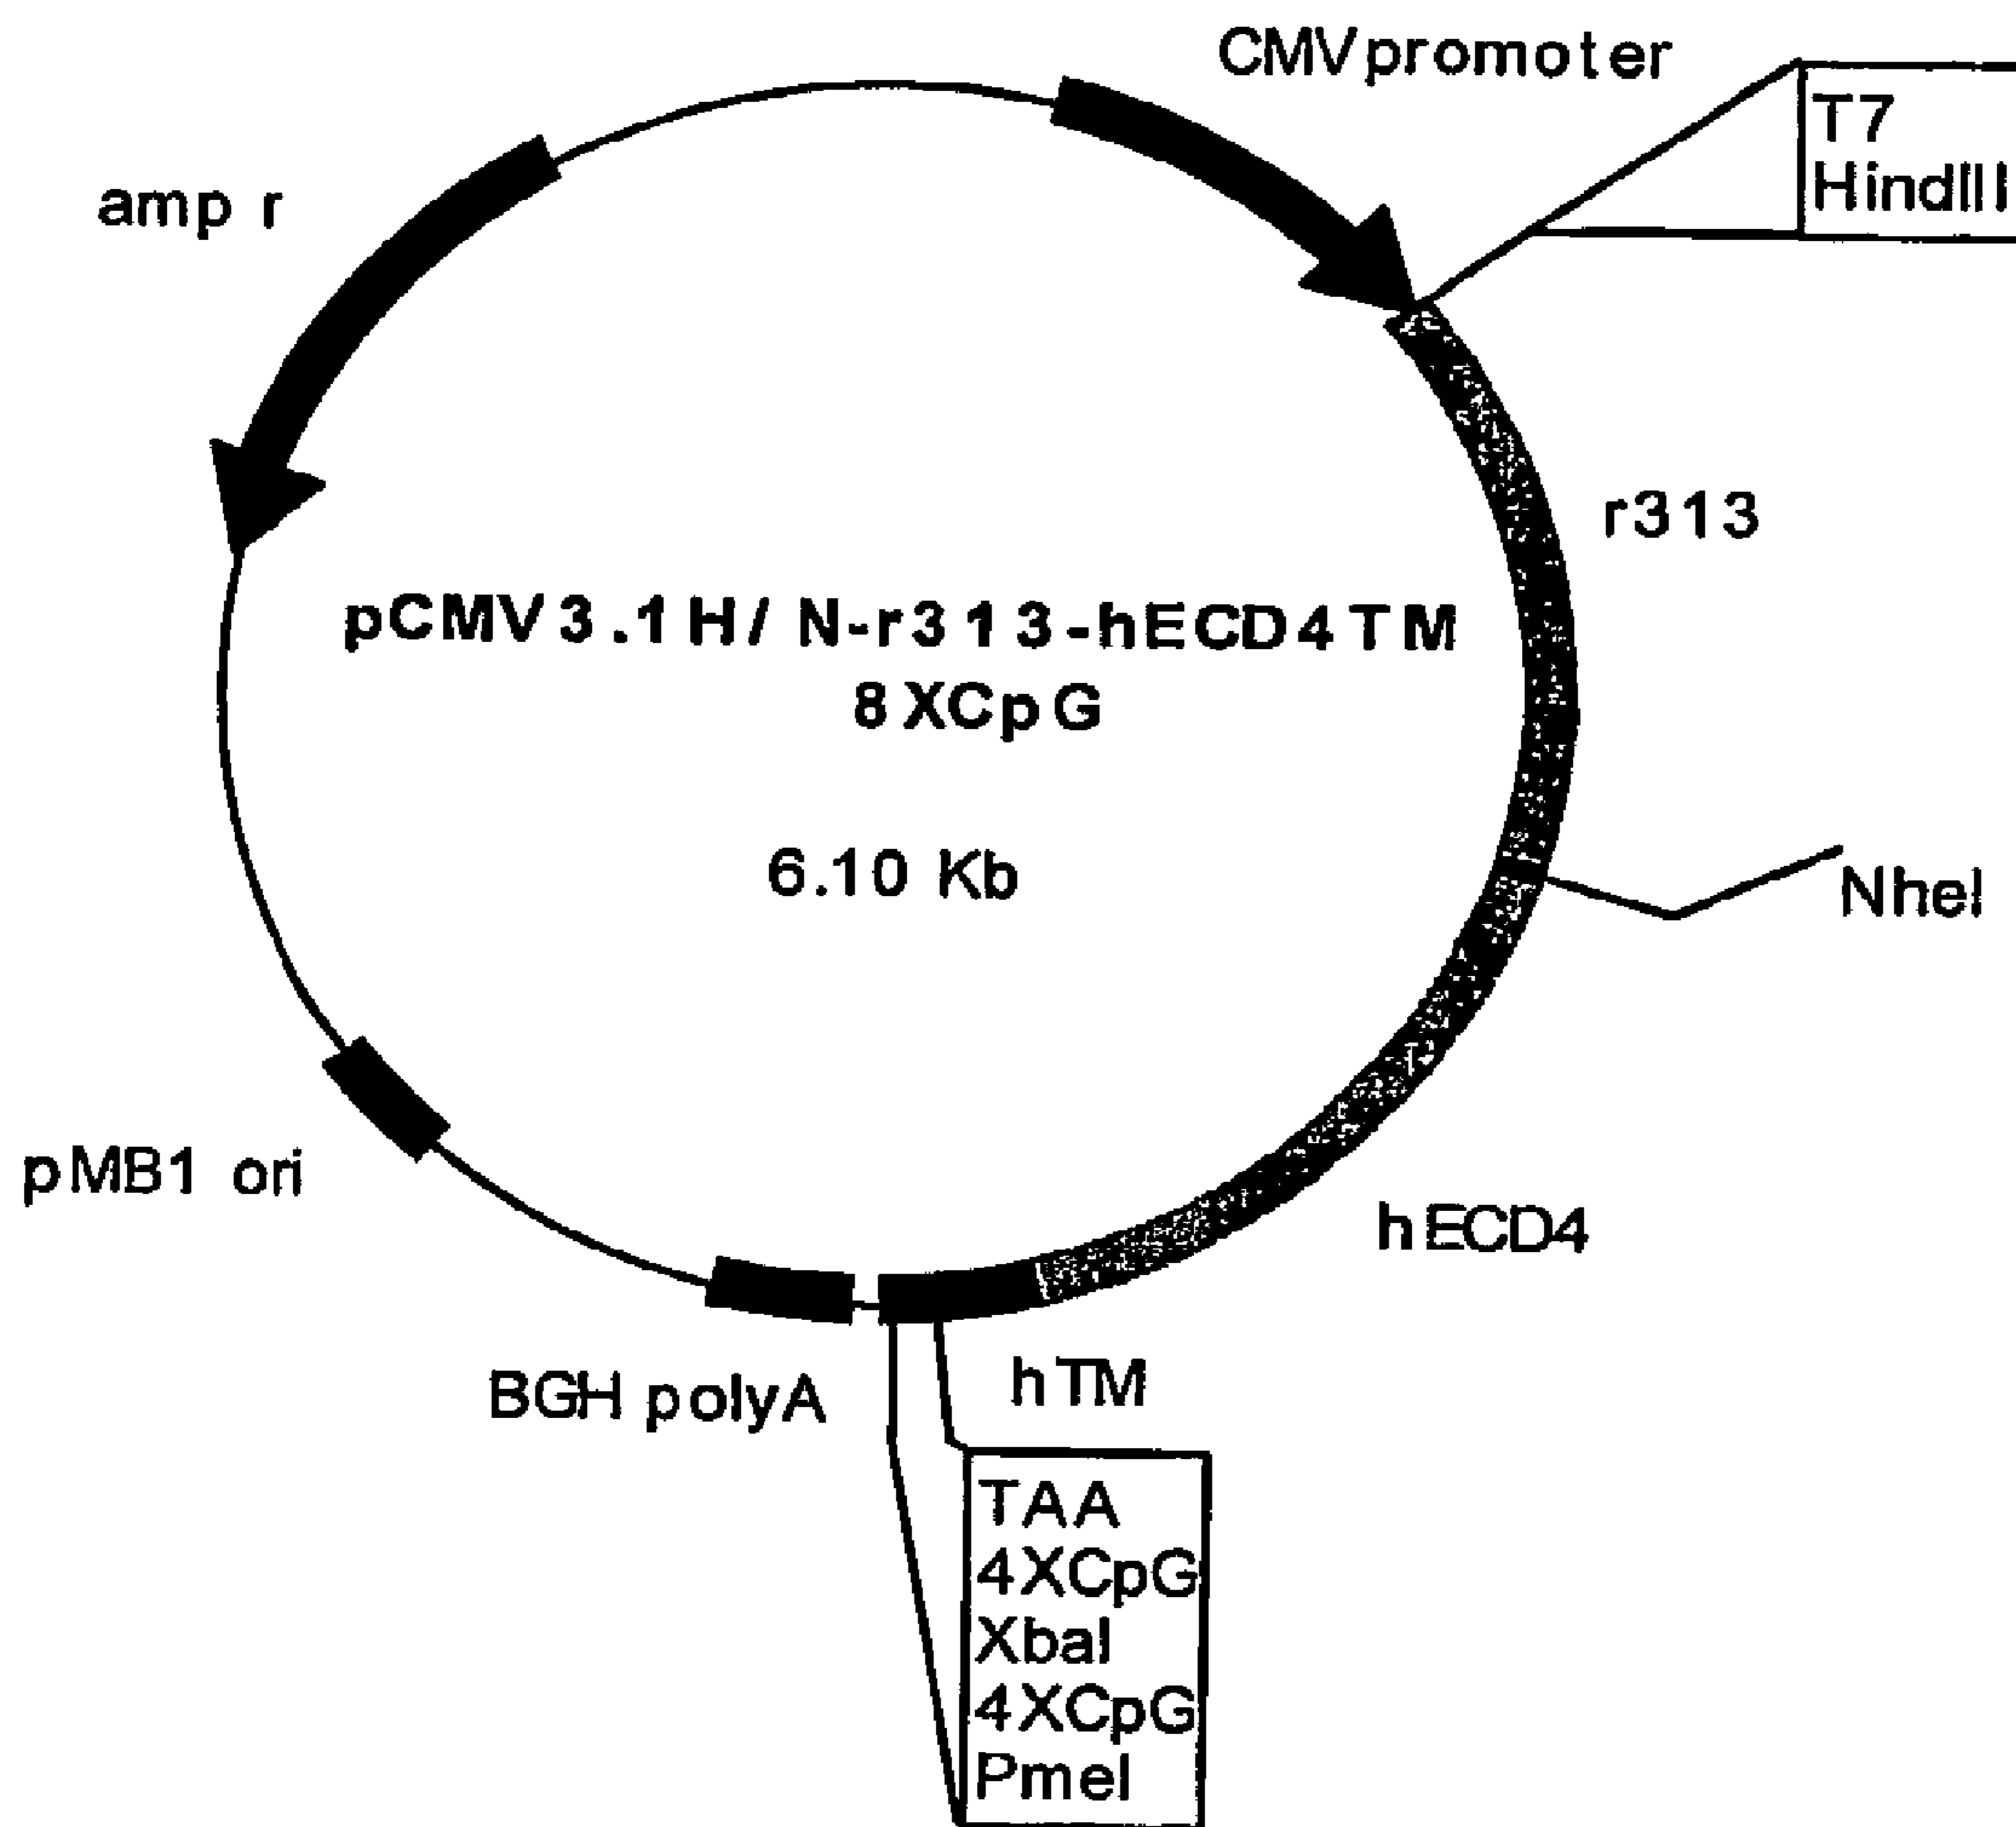 CMVpromoter
T7
HindIII
amp r
r313
pCMV3.1H/ N-r313-hECD4TM
8XCpG
6.10 Kb
NheI
pMB1 ori
hECD4
BGH polyA
hTM
TAA
4XCpG
XbaI
4XCpG
PmeI